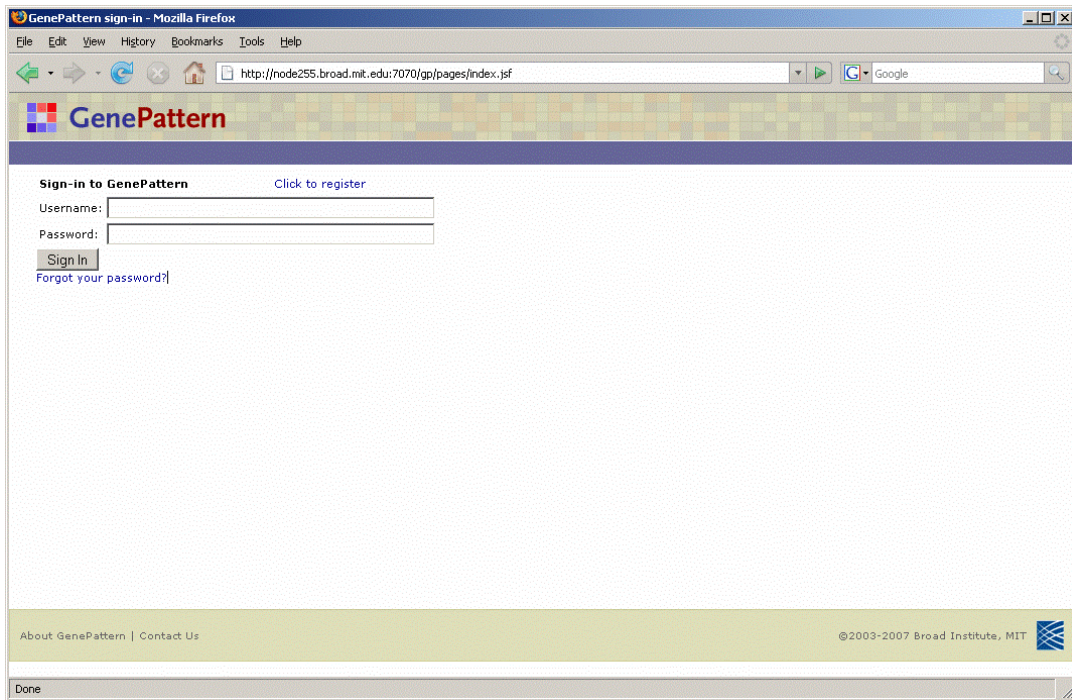 GenePattern sign-in - Mozilla Firefox
File Edit View History Bookmarks Tools Help
http://node255.broad.mit.edu:7070/gp/pages/index.jsf
G Google
GenePattern
Sign-in to GenePattern Click to register
Username:
Password:
Sign In
Forgot your password?
About GenePattern | Contact Us ©2003-2007 Broad Institute, MIT
Done